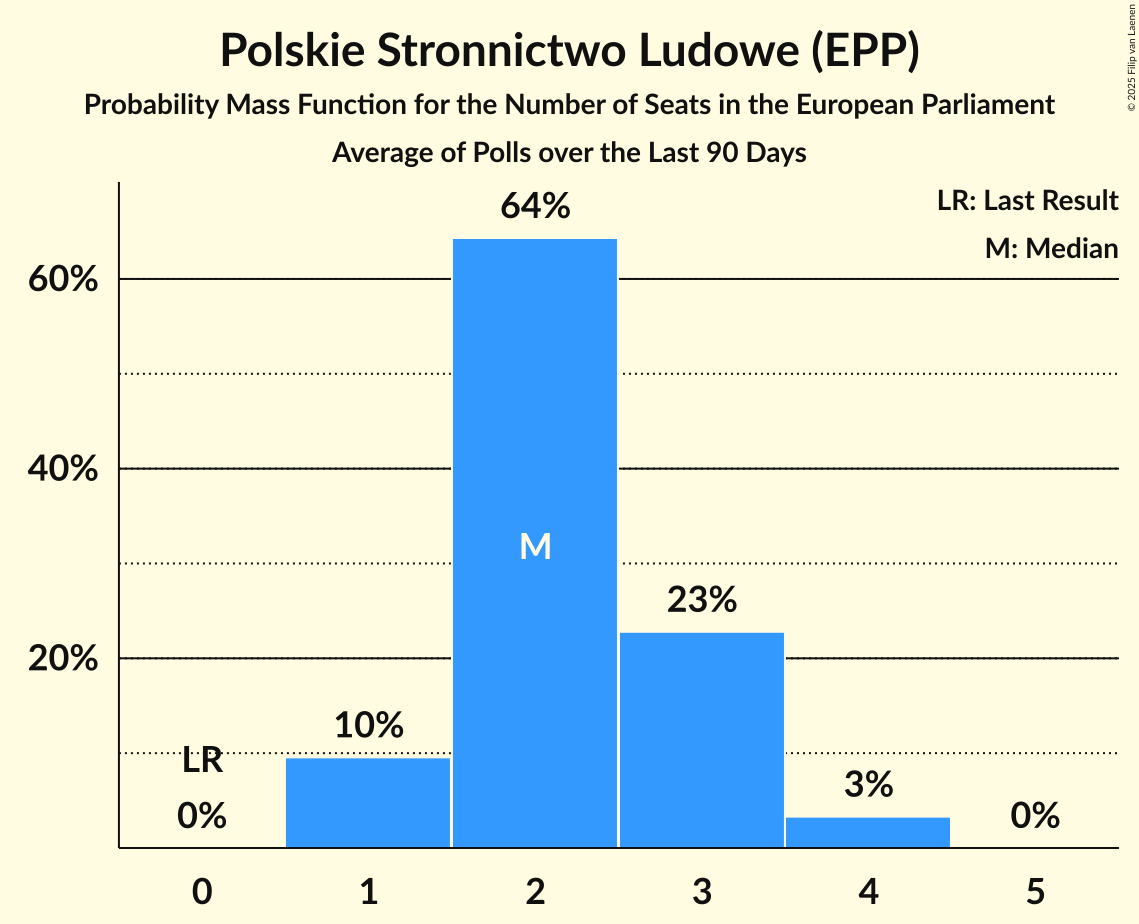 Polskie Stronnictwo Ludowe (EPP)
Probability Mass Function for the Number of Seats in the European Parliament
Average of Polls over the Last 90 Days
© 2025 Filip van Laenen
LR: Last Result
M: Median
64%
60%
40%
M
23%
20%
10%
LR
3%
0%
0%
0 1 2 3 4 5